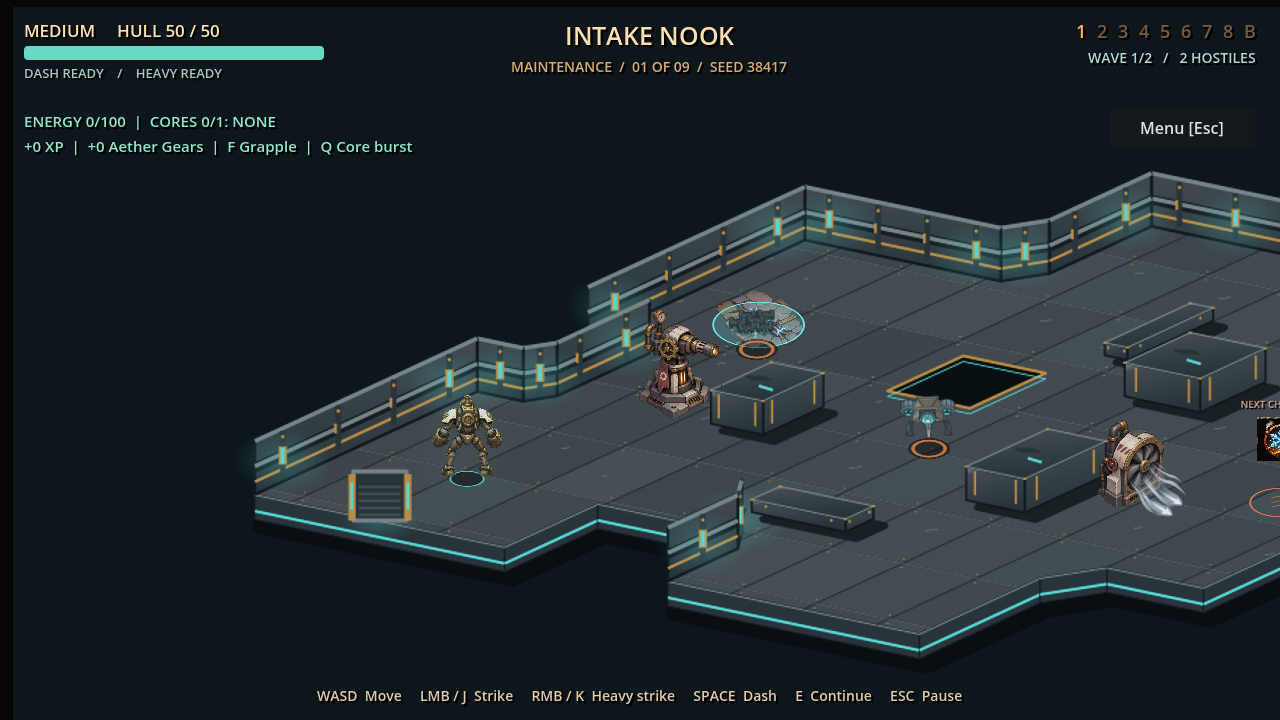 MEDIUM HULL 50 / 50
DASH READY / HEAVY READY
INTAKE NOOK
MAINTENANCE / 01 OF 09 / SEED 38417
1 2 3 4 5 6 7 8 B
WAVE 1/2 / 2 HOSTILES
ENERGY 0/100 | CORES 0/1: NONE
+0 XP | +0 Aether Gears | F Grapple | Q Core burst
Menu [Esc]
NEXT
WASD Move LMB / J Strike RMB / K Heavy strike SPACE Dash E Continue ESC Pause